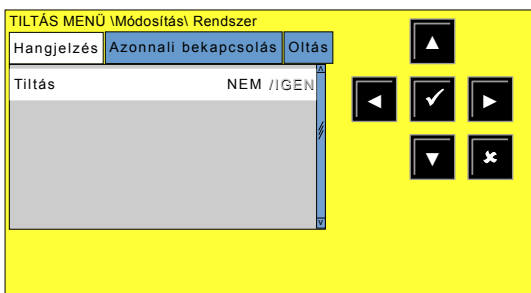 TILTÁS MENÜ \Módosítás\ Rendszer
Hangjelzés Azonnali bekapcsolás Oltás
Tiltás NEM /IGEN